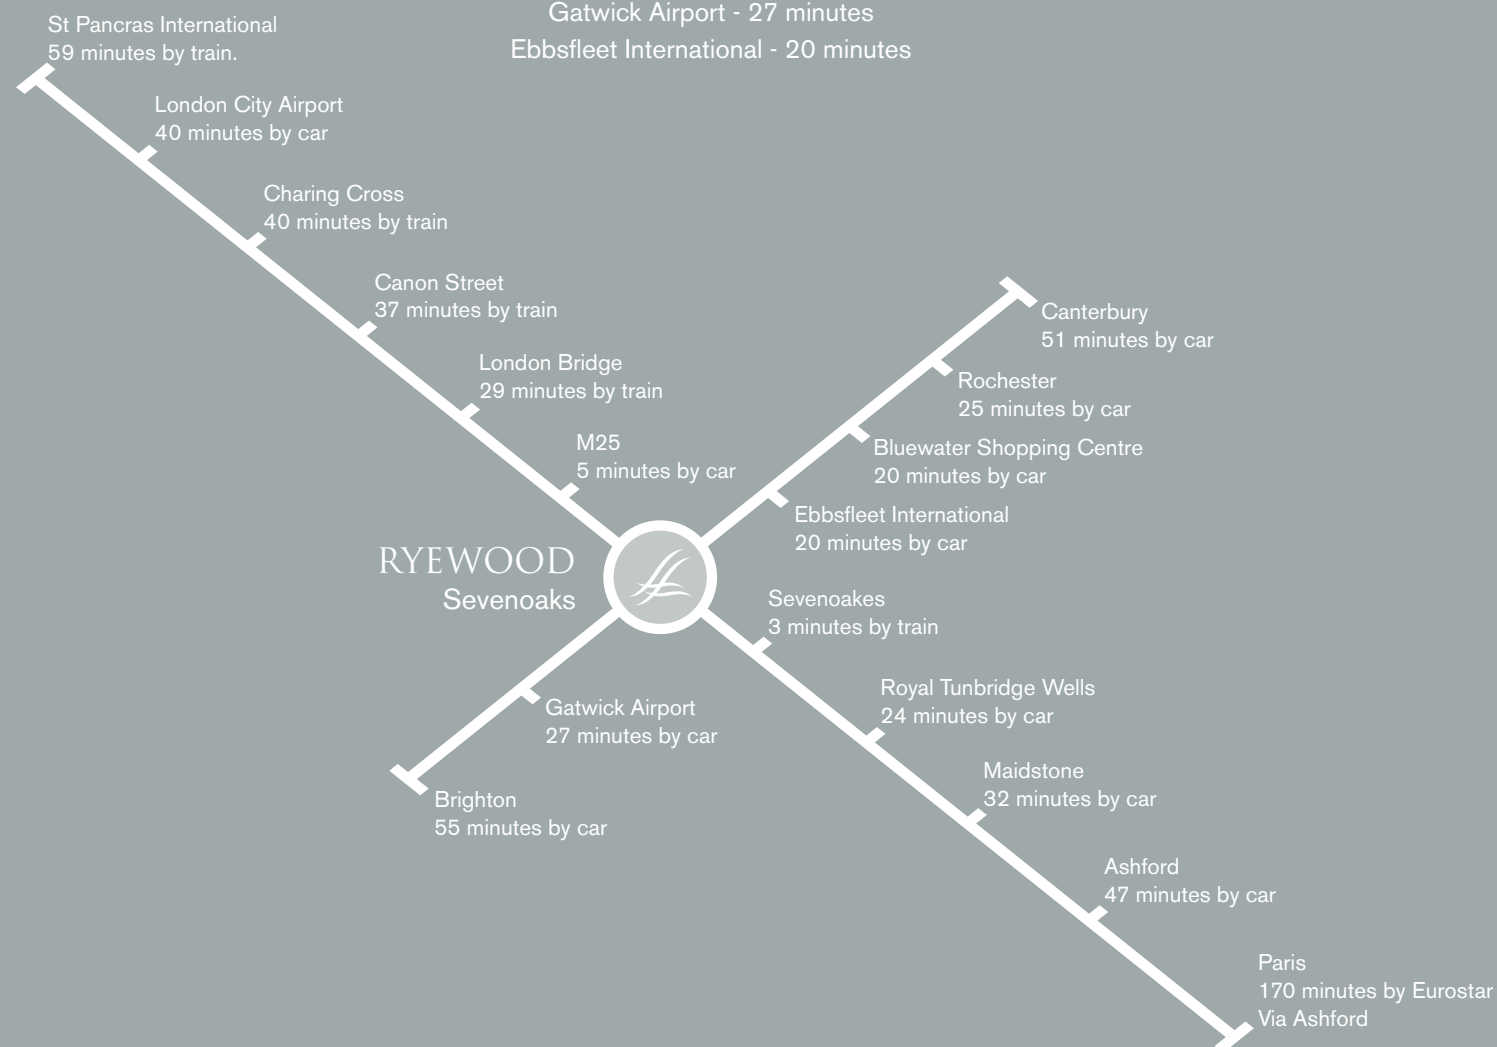 Gatwick Airport - 27 minutes
Ebbsfleet International - 20 minutes
St Pancras International
59 minutes by train.
London City Airport
40 minutes by car
Charing Cross
40 minutes by train
Canon Street
37 minutes by train
London Bridge
29 minutes by train
M25
5 minutes by car
Canterbury
51 minutes by car
Rochester
25 minutes by car
Bluewater Shopping Centre
20 minutes by car
Ebbsfleet International
20 minutes by car
RYEWOOD
Sevenoaks
Sevenoakes
3 minutes by train
Royal Tunbridge Wells
24 minutes by car
Gatwick Airport
27 minutes by car
Maidstone
32 minutes by car
Brighton
55 minutes by car
Ashford
47 minutes by car
Paris
170 minutes by Eurostar
Via Ashford